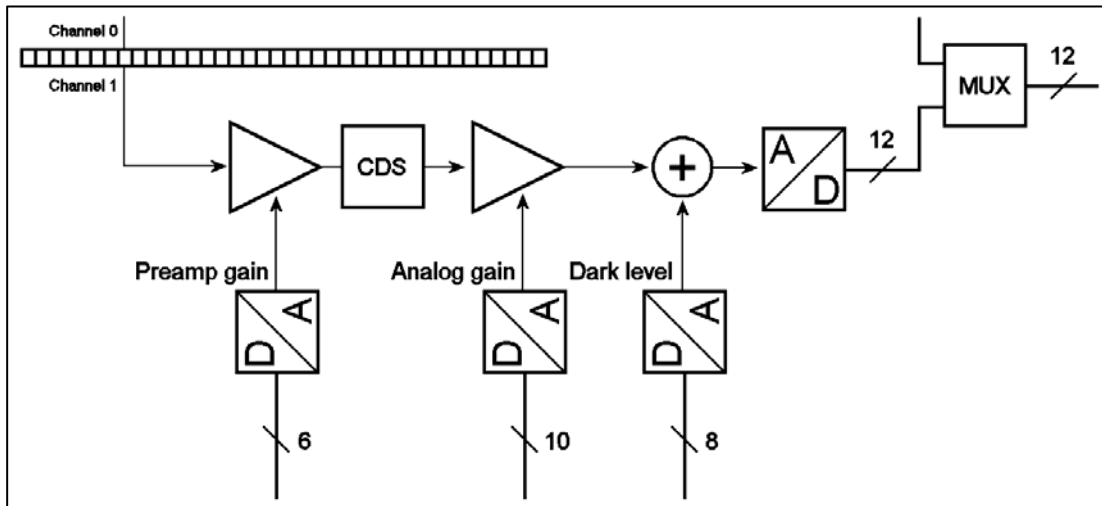 Channel 0
Channel 1
12
MUX
CDS
A
D
12
Preamp gain
Analog gain
Dark level
D
A
D
A
D
A
6
10
8